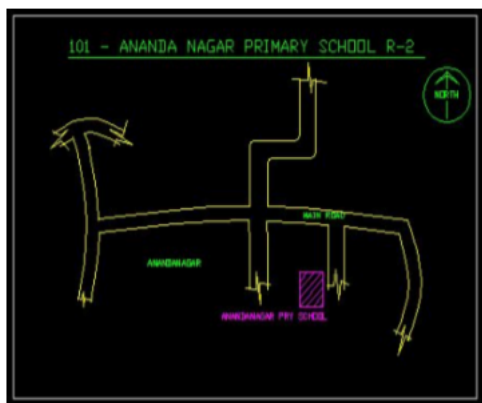 101 - ANANDA NAGAR PRIMARY SCHOOL R-2
NORTH
MAIN ROAD
ANANDANAGAR
ANANDANAGAR PRI SCHOOL